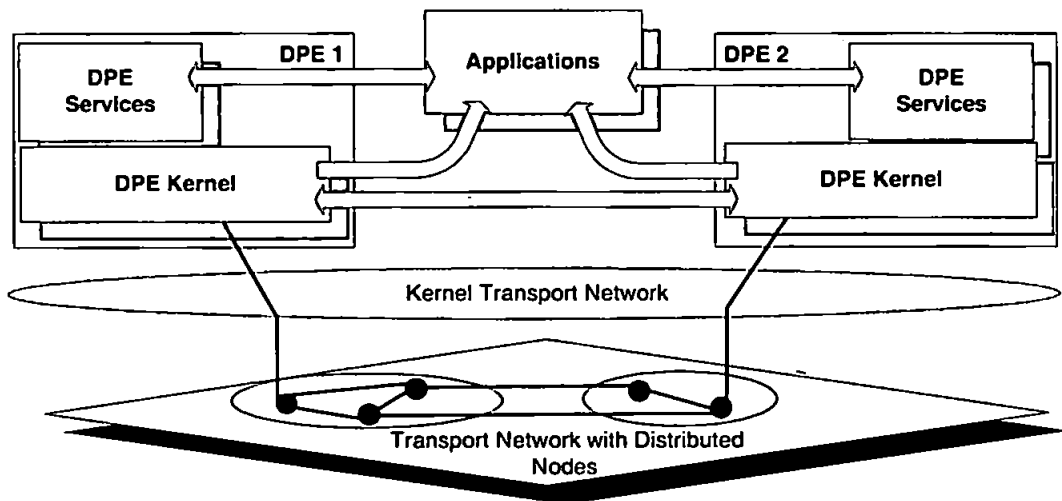 DPE 1
Applications
DPE 2
DPE
Services
DPE
Services
DPE Kernel
DPE Kernel
Kernel Transport Network
Transport Network with Distributed
Nodes